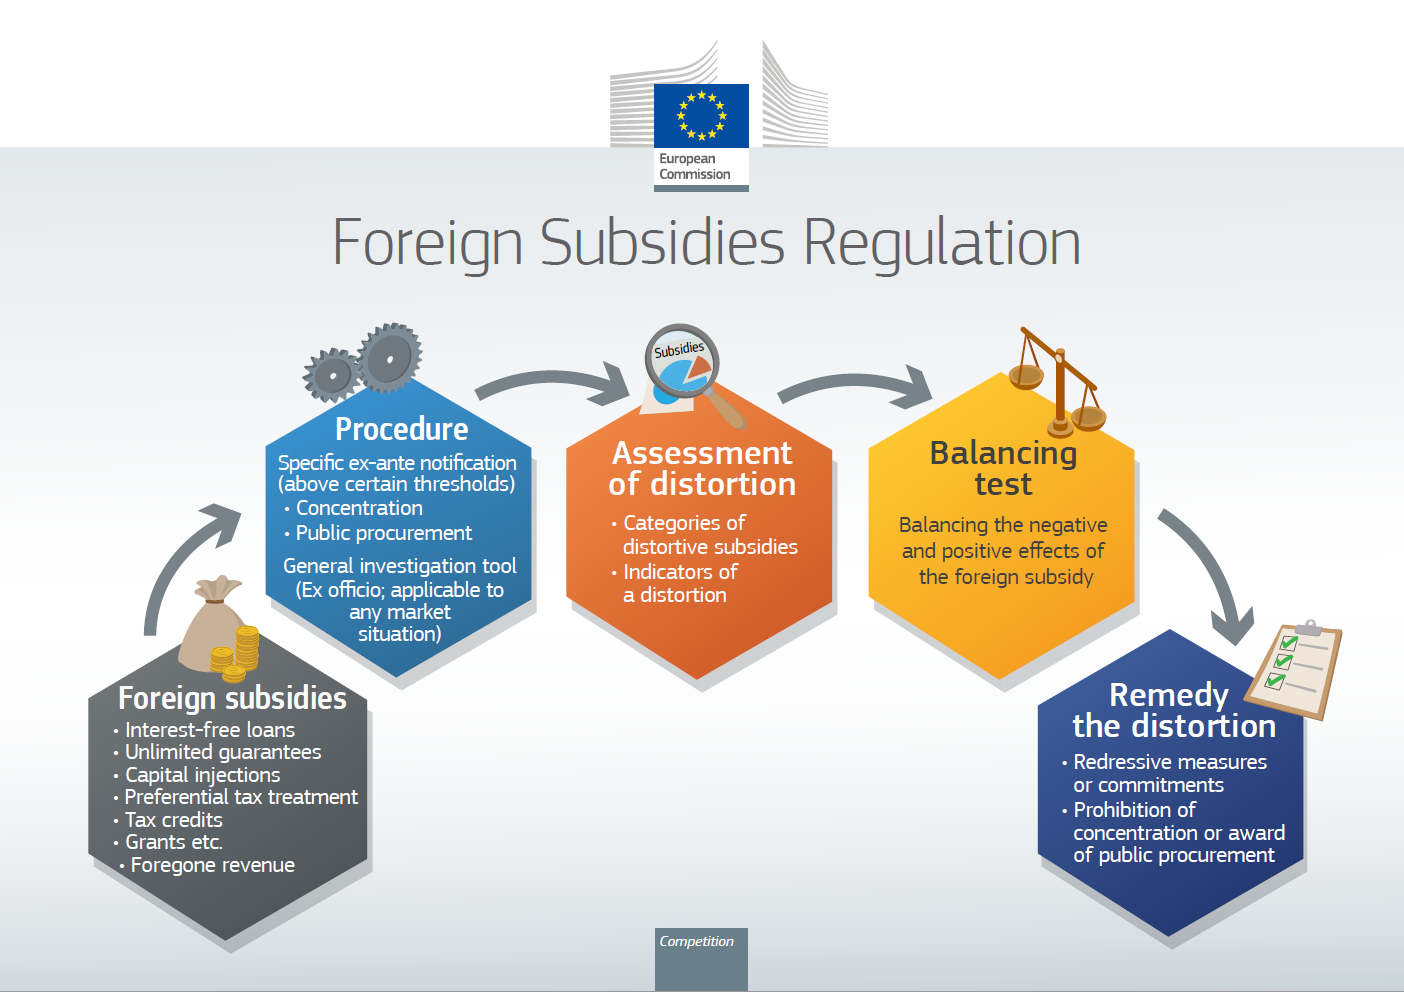 European
Commission
Foreign Subsidies Regulation
Foreign subsidies
• Interest-free loans
• Unlimited guarantees
• Capital injections
• Preferential tax treatment
• Tax credits
• Grants etc.
• Foregone revenue
Procedure
Specific ex-ante notification
(above certain thresholds)
• Concentration
• Public procurement
General investigation tool
(Ex officio; applicable to
any market
situation)
Subsidies
Assessment
of distortion
• Categories of
distortive subsidies
• Indicators of
a distortion
Balancing
test
Balancing the negative
and positive effects of
the foreign subsidy
Remedy
the distortion
• Redressive measures
or commitments
• Prohibition of
concentration or award
of public procurement
Competition